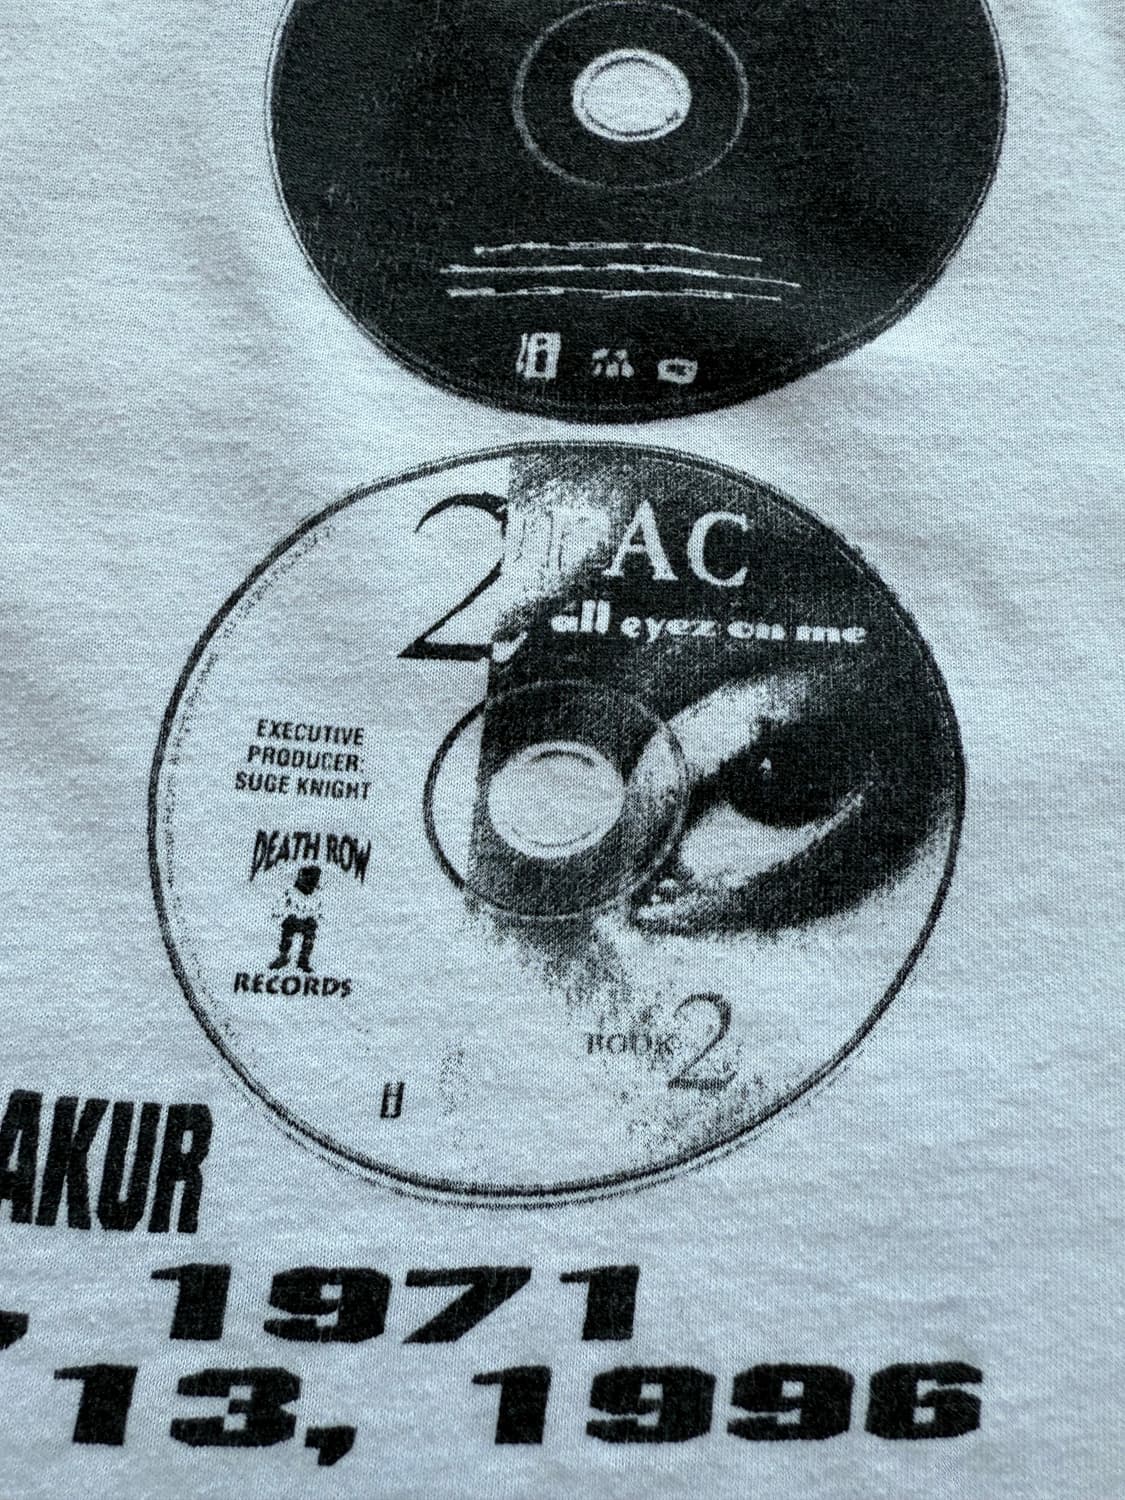 2PAC
all eyez on me
EXECUTIVE
PRODUCER:
SUGE KNIGHT
DEATH ROW
RECORDS
BOOK 2
AKUR
, 1971
13, 1996